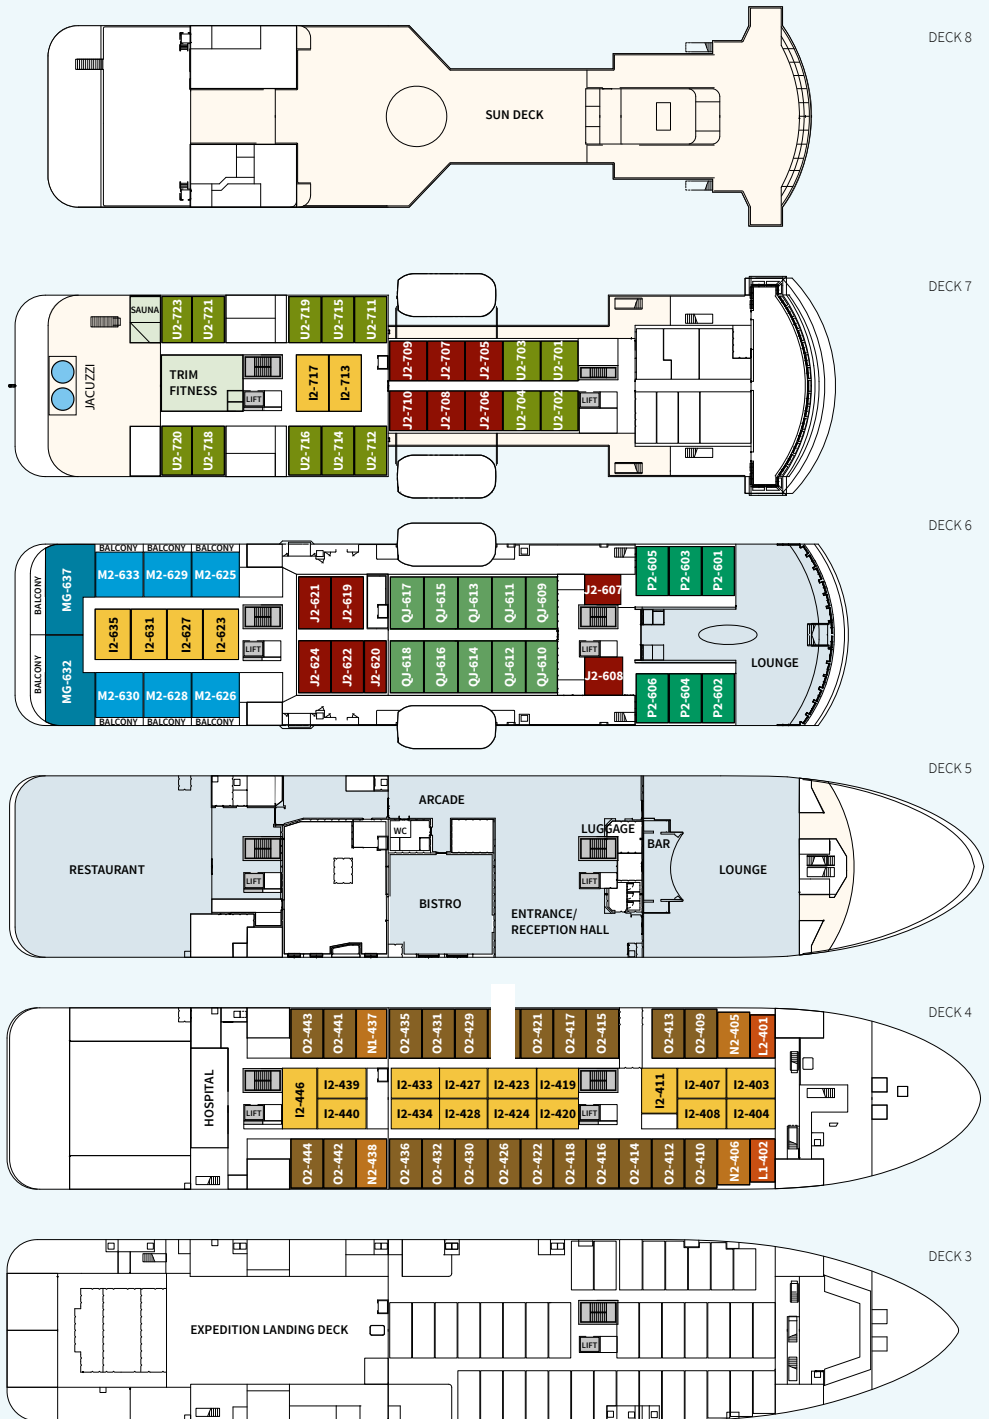 DECK 8
SUN DECK
DECK 7
SAUNA
U2-723
U2-721
U2-719
U2-715
U2-711
J2-709
J2-707
J2-705
U2-703
U2-701
JACUZZI
TRIM
FITNESS
LIFT
I2-717
I2-713
LIFT
J2-710
J2-708
J2-706
U2-704
U2-702
U2-720
U2-718
U2-716
U2-714
U2-712
DECK 6
BALCONY
BALCONY
BALCONY
BALCONY
MG-637
M2-633
M2-629
M2-625
J2-621
J2-619
QJ-617
QJ-615
QJ-613
QJ-611
QJ-609
J2-607
P2-605
P2-603
P2-601
I2-635
I2-631
I2-627
I2-623
LIFT
LIFT
LOUNGE
BALCONY
MG-632
M2-630
M2-628
M2-626
J2-624
J2-622
J2-620
QJ-618
QJ-616
QJ-614
QJ-612
QJ-610
J2-608
P2-606
P2-604
P2-602
BALCONY
BALCONY
BALCONY
DECK 5
ARCADE
WC
LUGGAGE
BAR
RESTAURANT
LIFT
LIFT
LOUNGE
BISTRO
ENTRANCE/
RECEPTION HALL
DECK 4
O2-443
O2-441
N1-437
O2-435
O2-431
O2-429
O2-421
O2-417
O2-415
O2-413
O2-409
N2-405
L2-401
HOSPITAL
I2-446
I2-439
I2-433
I2-427
I2-423
I2-419
I2-411
I2-407
I2-403
LIFT
I2-440
I2-434
I2-428
I2-424
I2-420
LIFT
I2-408
I2-404
O2-444
O2-442
N2-438
O2-436
O2-432
O2-430
O2-426
O2-422
O2-418
O2-416
O2-414
O2-412
O2-410
N2-406
L1-402
DECK 3
EXPEDITION LANDING DECK
LIFT